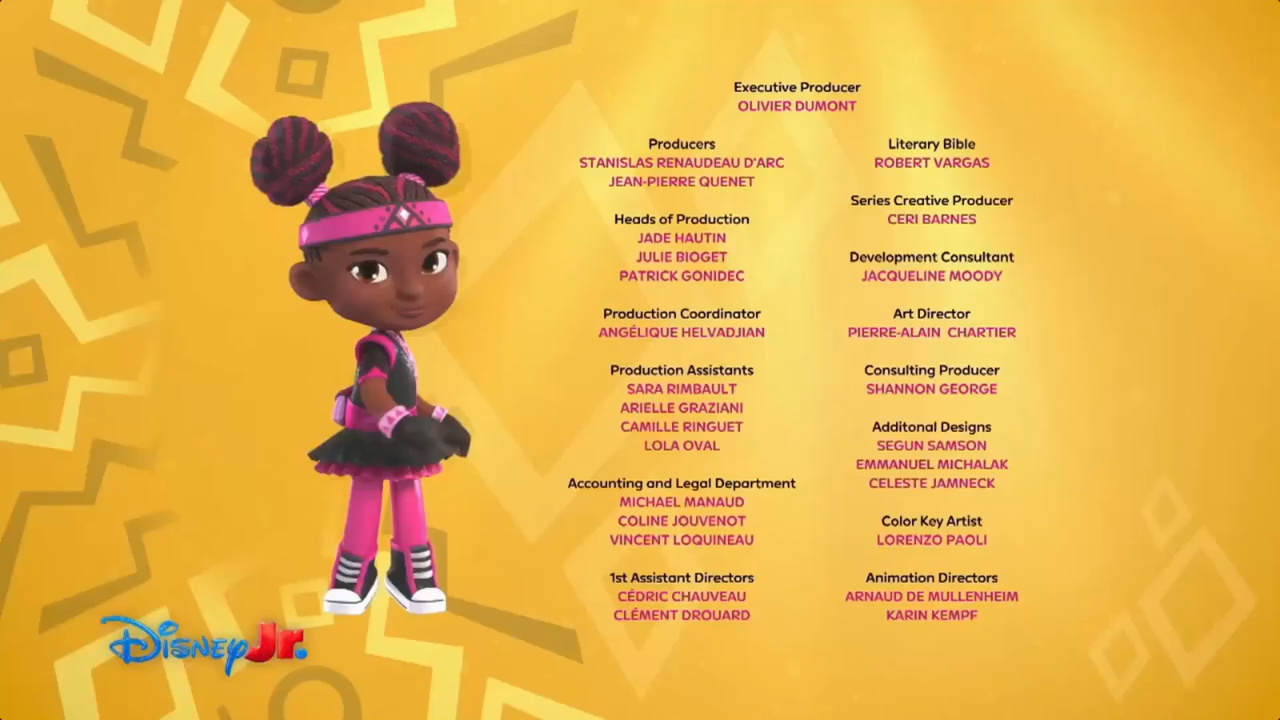 Executive Producer
OLIVIER DUMONT
Producers
STANISLAS RENAUDEAU D'ARC
JEAN-PIERRE QUENET
Heads of Production
JADE HAUTIN
JULIE BIOGET
PATRICK GONIDEC
Production Coordinator
ANGÉLIQUE HELVADJIAN
Production Assistants
SARA RIMBAULT
ARIELLE GRAZIANI
CAMILLE RINGUET
LOLA OVAL
Accounting and Legal Department
MICHAEL MANAUD
COLINE JOUVENOT
VINCENT LOQUINEAU
1st Assistant Directors
CÉDRIC CHAUVEAU
CLÉMENT DROUARD
Literary Bible
ROBERT VARGAS
Series Creative Producer
CERI BARNES
Development Consultant
JACQUELINE MOODY
Art Director
PIERRE-ALAIN CHARTIER
Consulting Producer
SHANNON GEORGE
Additonal Designs
SEGUN SAMSON
EMMANUEL MICHALAK
CELESTE JAMNECK
Color Key Artist
LORENZO PAOLI
Animation Directors
ARNAUD DE MULLENHEIM
KARIN KEMPF
Disney Jr.